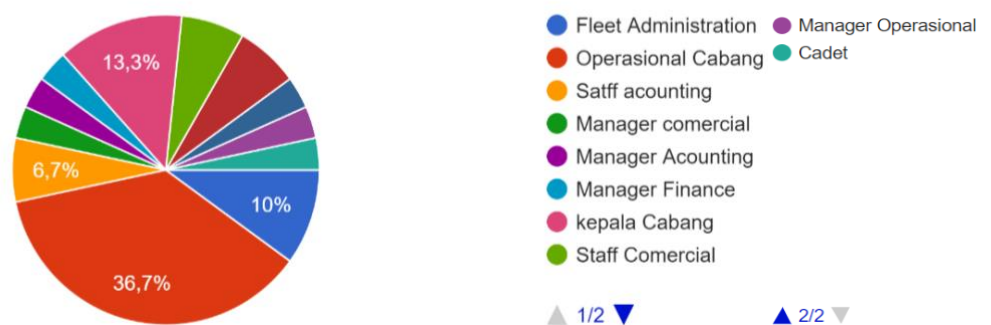 13,3%
6,7%
10%
36,7%
Fleet Administration
Operasional Cabang
Satff acounting
Manager comercial
Manager Acounting
Manager Finance
kepala Cabang
Staff Comercial
1/2
Manager Operasional
Cadet
2/2